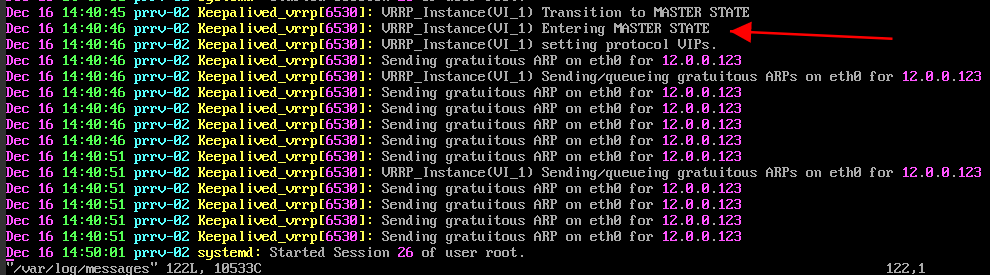 Dec 16 14:40:45 prrv-02 Keepalived_vrrp[6530]: VRRP_Instance(VI_1) Transition to MASTER STATE
Dec 16 14:40:46 prrv-02 Keepalived_vrrp[6530]: VRRP_Instance(VI_1) Entering MASTER STATE
Dec 16 14:40:46 prrv-02 Keepalived_vrrp[6530]: VRRP_Instance(VI_1) setting protocol VIPs.
Dec 16 14:40:46 prrv-02 Keepalived_vrrp[6530]: Sending gratuitous ARP on eth0 for 12.0.0.123
Dec 16 14:40:46 prrv-02 Keepalived_vrrp[6530]: VRRP_Instance(VI_1) Sending/queueing gratuitous ARPs on eth0 for 12.0.0.123
Dec 16 14:40:46 prrv-02 Keepalived_vrrp[6530]: Sending gratuitous ARP on eth0 for 12.0.0.123
Dec 16 14:40:46 prrv-02 Keepalived_vrrp[6530]: Sending gratuitous ARP on eth0 for 12.0.0.123
Dec 16 14:40:46 prrv-02 Keepalived_vrrp[6530]: Sending gratuitous ARP on eth0 for 12.0.0.123
Dec 16 14:40:46 prrv-02 Keepalived_vrrp[6530]: Sending gratuitous ARP on eth0 for 12.0.0.123
Dec 16 14:40:51 prrv-02 Keepalived_vrrp[6530]: Sending gratuitous ARP on eth0 for 12.0.0.123
Dec 16 14:40:51 prrv-02 Keepalived_vrrp[6530]: VRRP_Instance(VI_1) Sending/queueing gratuitous ARPs on eth0 for 12.0.0.123
Dec 16 14:40:51 prrv-02 Keepalived_vrrp[6530]: Sending gratuitous ARP on eth0 for 12.0.0.123
Dec 16 14:40:51 prrv-02 Keepalived_vrrp[6530]: Sending gratuitous ARP on eth0 for 12.0.0.123
Dec 16 14:40:51 prrv-02 Keepalived_vrrp[6530]: Sending gratuitous ARP on eth0 for 12.0.0.123
Dec 16 14:40:51 prrv-02 Keepalived_vrrp[6530]: Sending gratuitous ARP on eth0 for 12.0.0.123
Dec 16 14:50:01 prrv-02 systemd: Started Session 26 of user root.
"/var/log/messages" 122L, 10533C 122,1